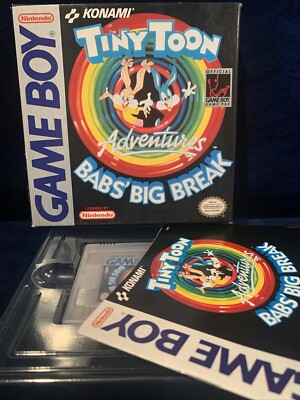 Nintendo
GAME BOY
KONAMI
TINY TOON
Adventures
BABS' BIG BREAK
OFFICIAL
GAME BOY
LICENSED BY
Nintendo
GAME BOY
Nintendo
GAME BOY
KONAMI
TINY TOON
Adventures
BABS' BIG BREAK